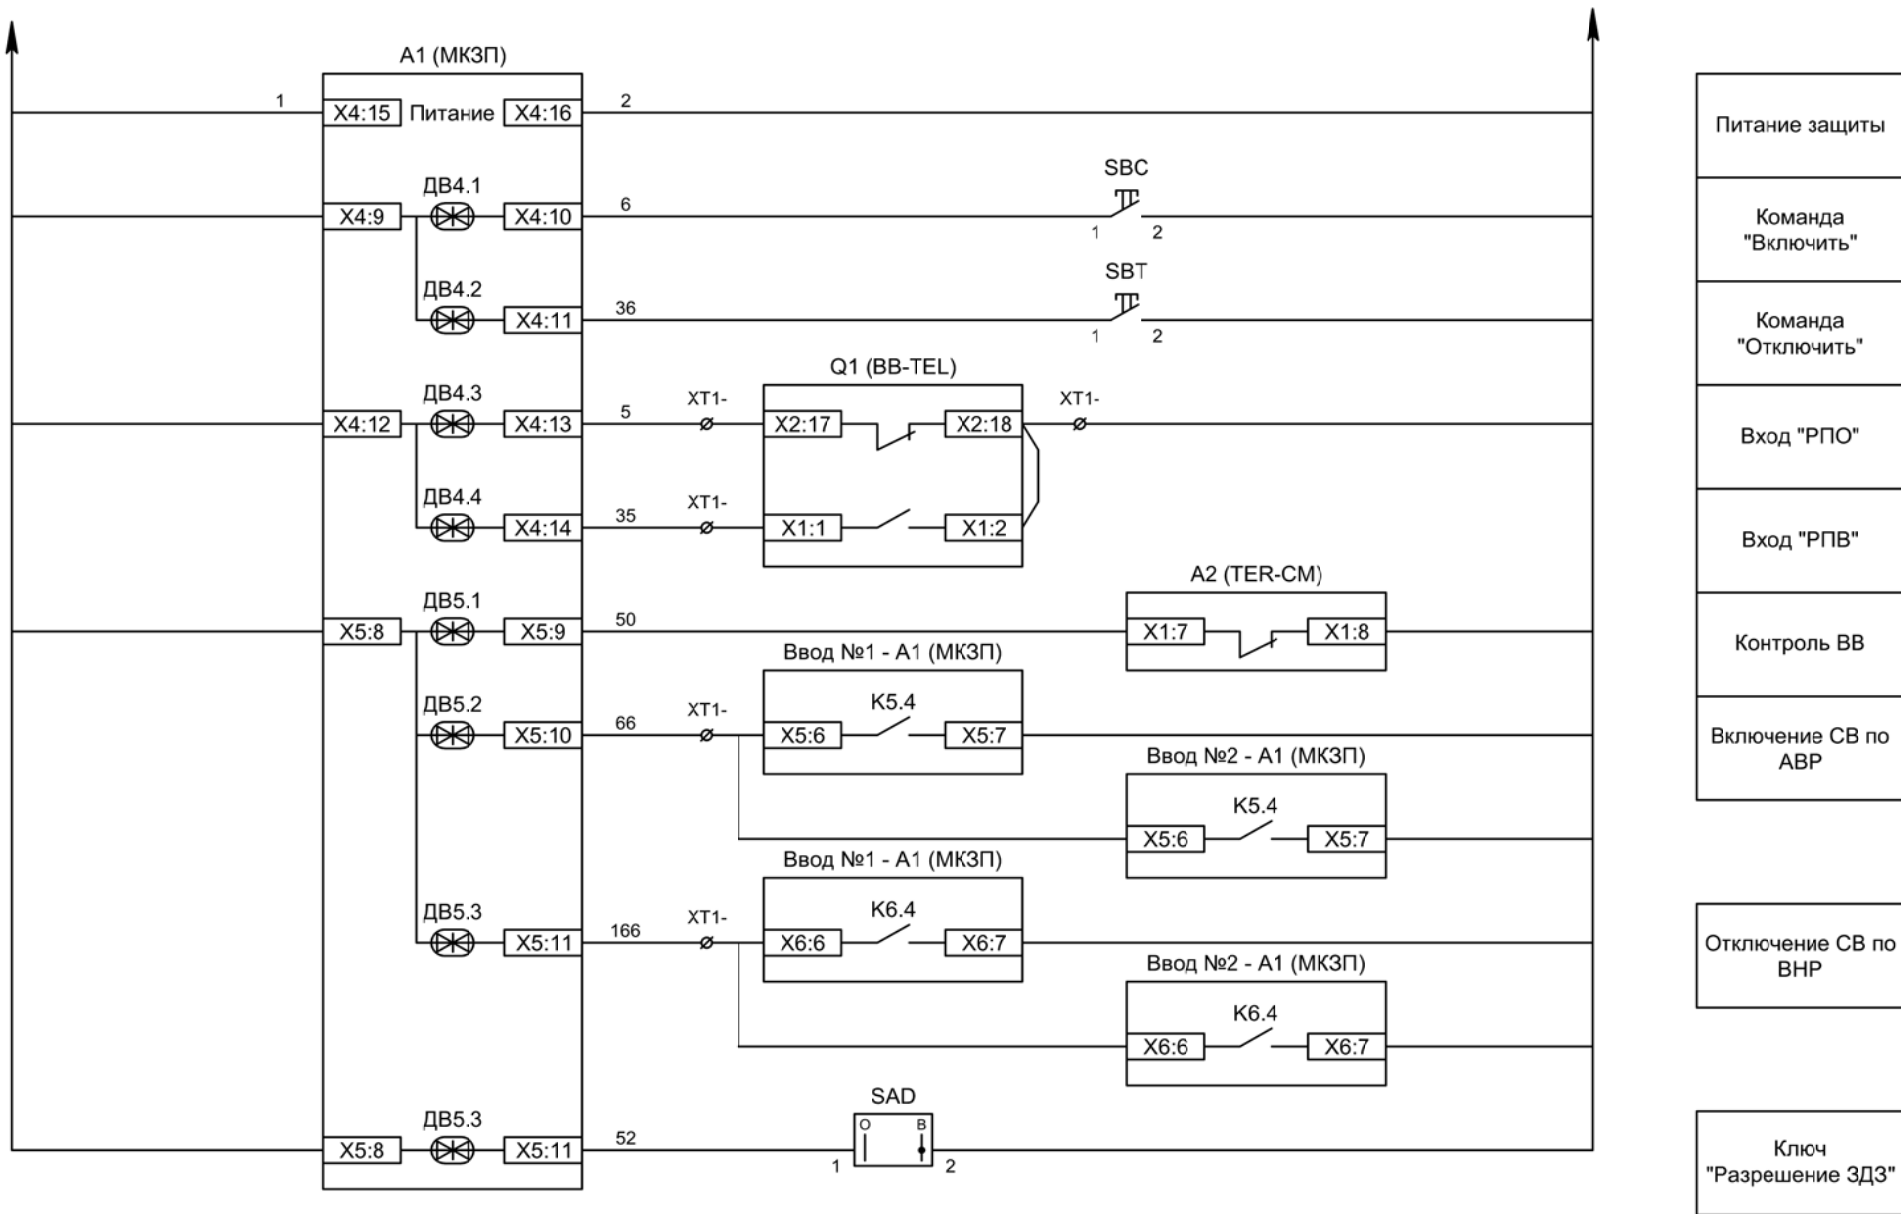 А1 (МКЗП)
1
X4:15
Питание
X4:16
2
Питание защиты
ДВ4.1
X4:9
X4:10
6
SBC
1
2
Команда
"Включить"
ДВ4.2
X4:11
36
SBT
1
2
Команда
"Отключить"
Q1 (BB-TEL)
ДВ4.3
X4:12
X4:13
5
XT1-
X2:17
X2:18
XT1-
Вход "РПО"
ДВ4.4
X4:14
35
XT1-
X1:1
X1:2
Вход "РПВ"
A2 (TER-CM)
ДВ5.1
X5:8
X5:9
50
X1:7
X1:8
Контроль ВВ
Ввод №1 - А1 (МКЗП)
ДВ5.2
X5:10
66
XT1-
K5.4
X5:6
X5:7
Включение СВ по
АВР
Ввод №2 - А1 (МКЗП)
K5.4
X5:6
X5:7
Ввод №1 - А1 (МКЗП)
ДВ5.3
X5:11
166
XT1-
K6.4
X6:6
X6:7
Отключение СВ по
ВНР
Ввод №2 - А1 (МКЗП)
K6.4
X6:6
X6:7
ДВ5.3
X5:8
X5:11
52
SAD
О
В
1
2
Ключ
"Разрешение ЗДЗ"